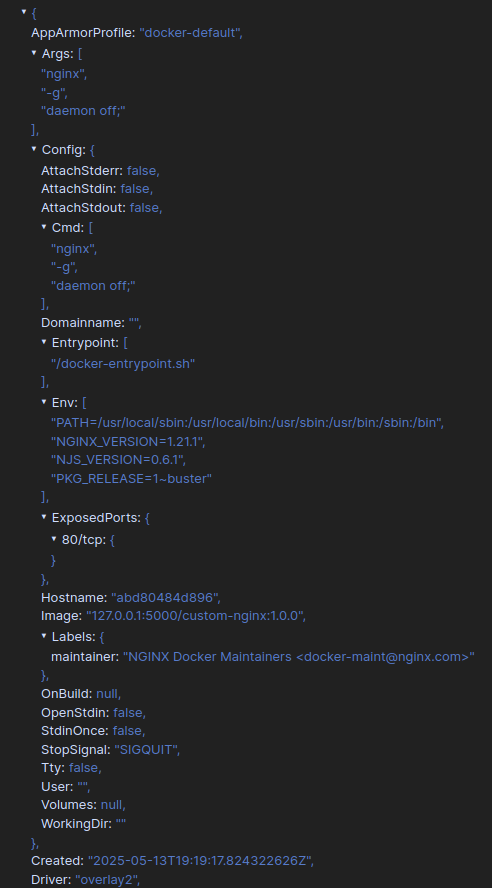 {
AppArmorProfile: "docker-default",
Args: [
"nginx",
"-g",
"daemon off;"
],
Config: {
AttachStderr: false,
AttachStdin: false,
AttachStdout: false,
Cmd: [
"nginx",
"-g",
"daemon off;"
],
Domainname: "",
Entrypoint: [
"/docker-entrypoint.sh"
],
Env: [
"PATH=/usr/local/sbin:/usr/local/bin:/usr/sbin:/usr/bin:/sbin:/bin",
"NGINX_VERSION=1.21.1",
"NJS_VERSION=0.6.1",
"PKG_RELEASE=1~buster"
],
ExposedPorts: {
80/tcp: {
}
},
Hostname: "abd80484d896",
Image: "127.0.0.1:5000/custom-nginx:1.0.0",
Labels: {
maintainer: "NGINX Docker Maintainers <docker-maint@nginx.com>"
},
OnBuild: null,
OpenStdin: false,
StdinOnce: false,
StopSignal: "SIGQUIT",
Tty: false,
User: "",
Volumes: null,
WorkingDir: ""
},
Created: "2025-05-13T19:19:17.824322626Z",
Driver: "overlay2",